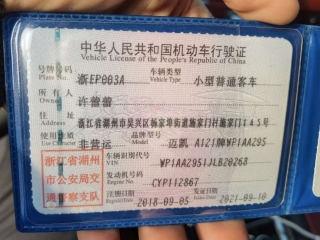 中华人民共和国机动车行驶证
Vehicle License of the People's Republic of China
号牌号码 浙EP003A 车辆类型 小型普通客车
Plate No. Vehicle Type
所有人 许蕾蕾
Owner
住址 浙江省湖州市吴兴区杨家埠街道施家门村施家门145号
Address
使用性质 非营运 品牌型号 迈凯
Use Character Model
浙江省湖州 车辆识别代号
VIN
市公安局交 发动机号码 CYP112867
Engine No.
通警察支队 注册日期 2018-09-05 发证日期 2021-09-10
Register Date Issue Date